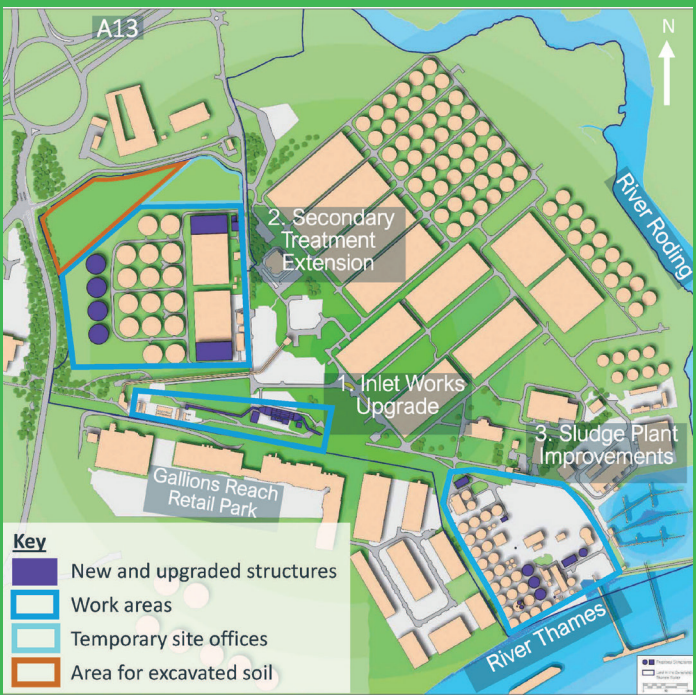 A13
N
River Roding
2. Secondary
Treatment
Extension
1. Inlet Works
Upgrade
3. Sludge Plant
Improvements
Gallions Reach
Retail Park
River Thames
Key
New and upgraded structures
Work areas
Temporary site offices
Area for excavated soil